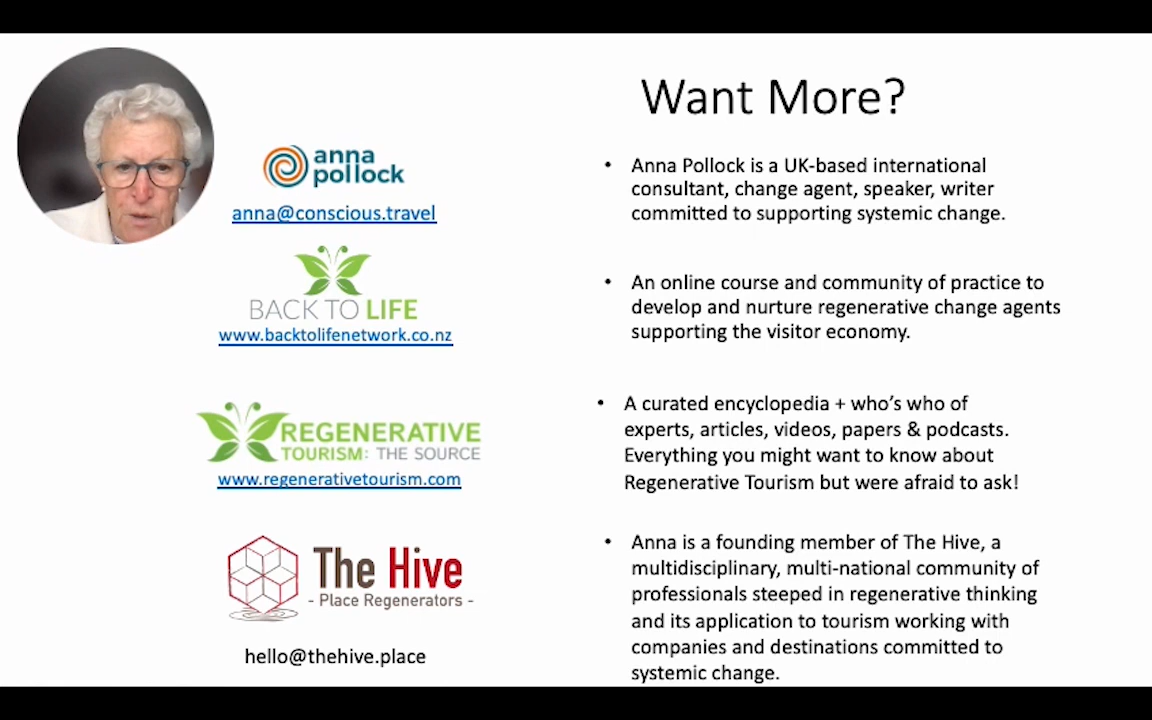 Want More?
anna
pollock
anna@conscious.travel
• Anna Pollock is a UK-based international
consultant, change agent, speaker, writer
committed to supporting systemic change.
BACK TO LIFE
www.backtolifenetwork.co.nz
• An online course and community of practice to
develop and nurture regenerative change agents
supporting the visitor economy.
REGENERATIVE
TOURISM: THE SOURCE
www.regenerativetourism.com
• A curated encyclopedia + who’s who of
experts, articles, videos, papers & podcasts.
Everything you might want to know about
Regenerative Tourism but were afraid to ask!
The Hive
- Place Regenerators -
hello@thehive.place
• Anna is a founding member of The Hive, a
multidisciplinary, multi-national community of
professionals steeped in regenerative thinking
and its application to tourism working with
companies and destinations committed to
systemic change.